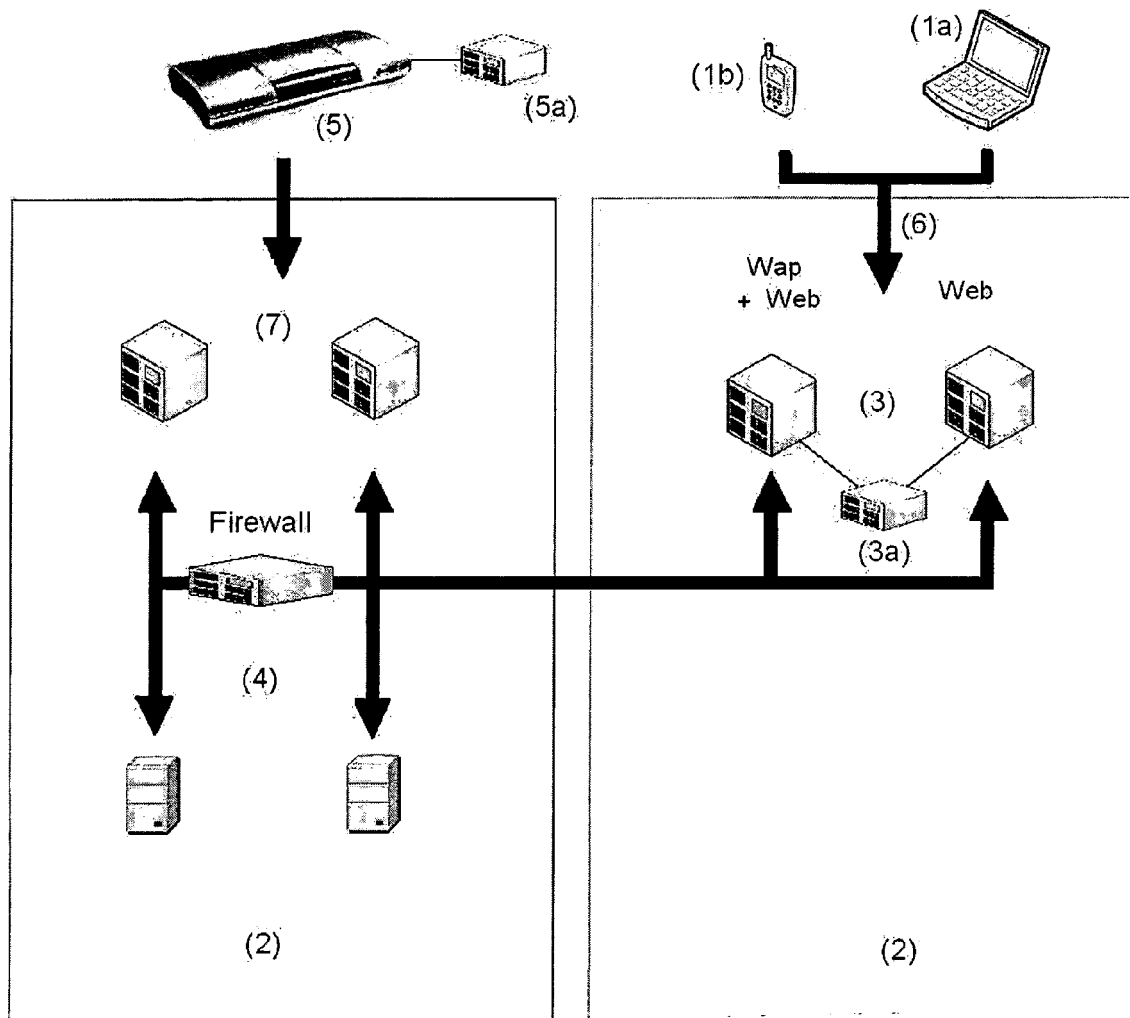 (1a)
(1b)
(5a)
(5)
(6)
Wap
+ Web
Web
(7)
(3)
Firewall
(3a)
(4)
(2)
(2)